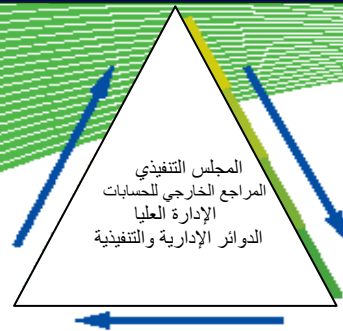 المجلس التنفيذي
المراجع الخارجي للحسابات
الإدارة العليا
الدوائر الإدارية والتنفيذية